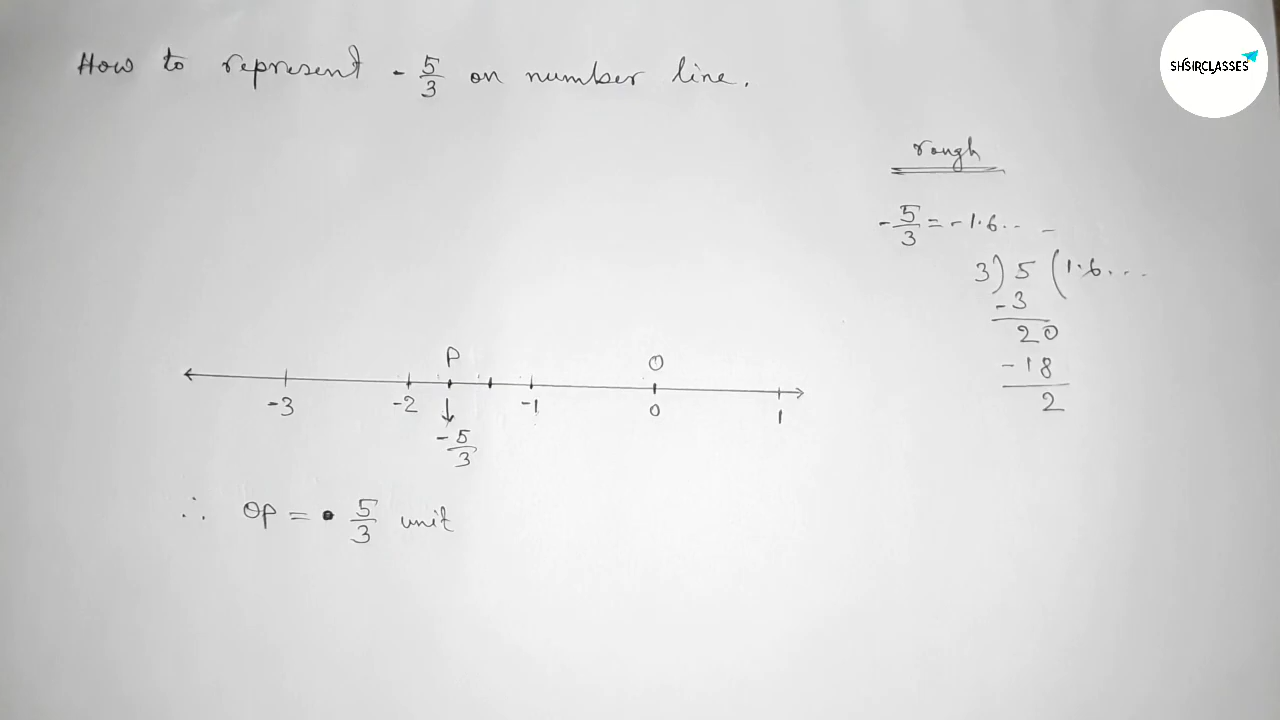 How to represent - 5/3 on number line.
SHSIRCLASSES
rough
-5/3 = -1.6.. _
3) 5 (1.6...
-3
20
-18
2
P O
-3 -2 -1 0 1
-5/3
∴ OP = 5/3 unit